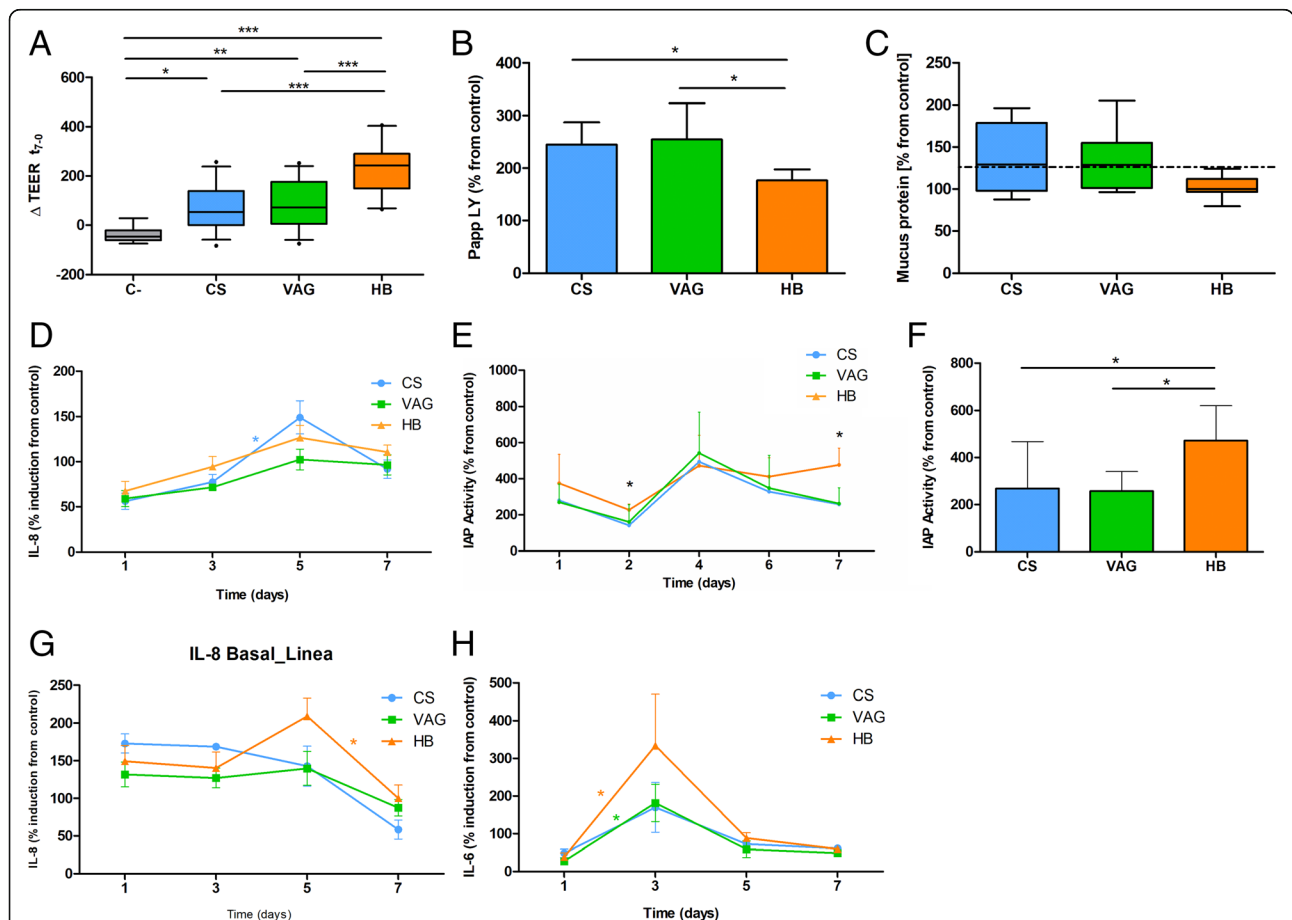 A
***
**
***
*
***
600
400
200
0
-200
Δ TEER t7-0
C-
CS
VAG
HB
B
*
*
400
300
200
100
0
Papp LY (% from control)
CS
VAG
HB
C
250
200
150
100
50
0
Mucus protein [% from control]
CS
VAG
HB
D
200
150
100
50
0
IL-8 (% induction from control)
CS
VAG
HB
*
1
3
5
7
Time (days)
E
1000
800
600
400
200
0
IAP Activity (% from control)
CS
VAG
HB
*
*
1
2
4
6
7
Time (days)
F
800
600
400
200
0
IAP Activity (% from control)
*
*
CS
VAG
HB
G
IL-8 Basal_Linea
250
200
150
100
50
0
IL-8 (% induction from control)
CS
VAG
HB
*
1
3
5
7
Time (days)
H
500
400
300
200
100
0
IL-6 (% induction from control)
CS
VAG
HB
*
*
1
3
5
7
Time (days)